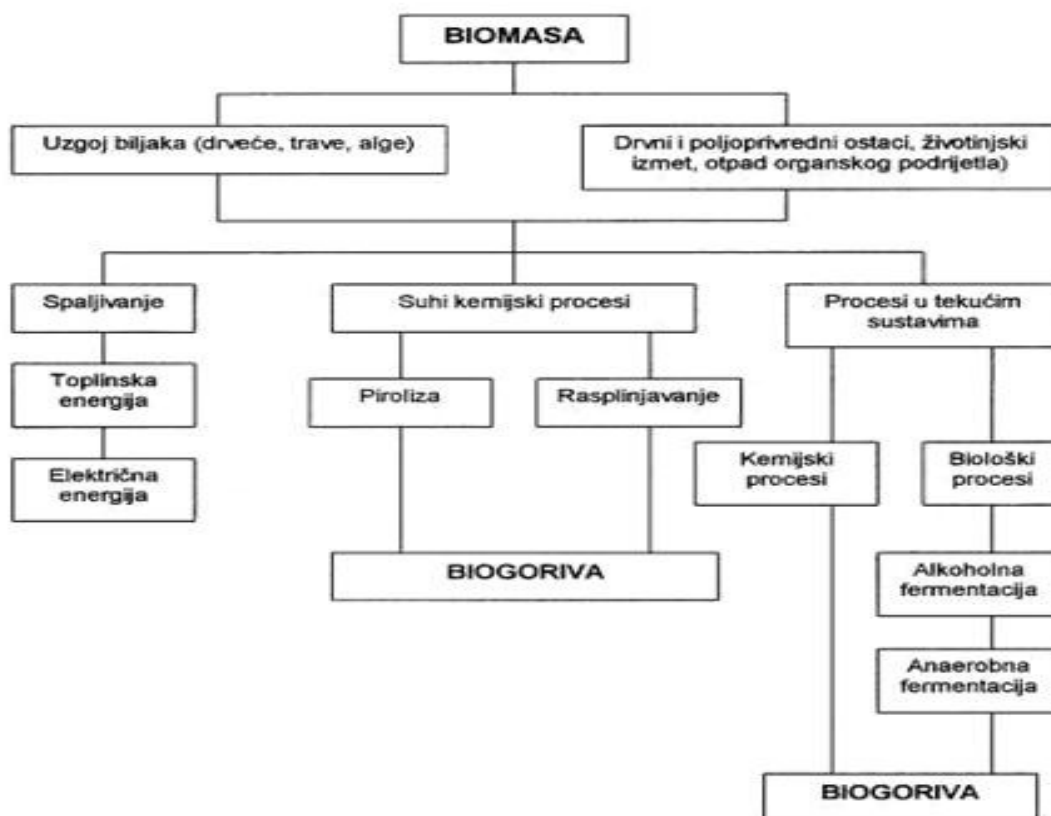 BIOMASA
Uzgoj biljaka (drveće, trave, alge)
Drvni i poljoprivredni ostaci, životinjski
izmet, otpad organskog podrijetla)
Spaljivanje
Suhi kemijski procesi
Procesi u tekućim
sustavima
Toplinska
energija
Piroliza
Rasplinjavanje
Električna
energija
Kemijski
procesi
Biološki
procesi
BIOGORIVA
Alkoholna
fermentacija
Anaerobna
fermentacija
BIOGORIVA